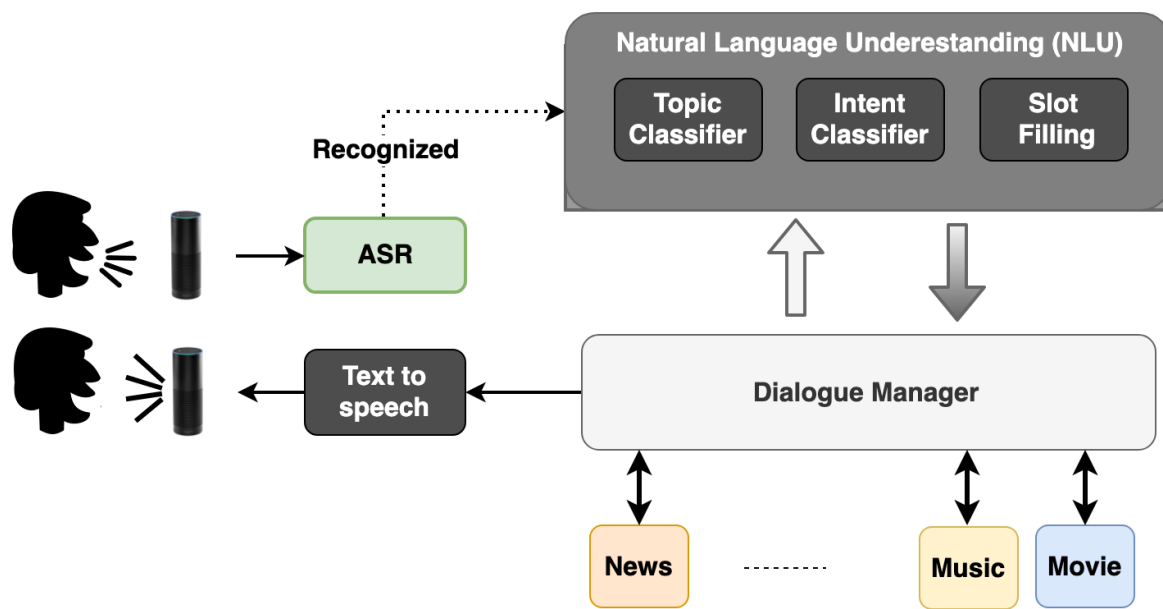 Natural Language Underestanding (NLU)
Topic
Classifier
Intent
Classifier
Slot
Filling
Recognized
ASR
Text to
speech
Dialogue Manager
News
Music
Movie